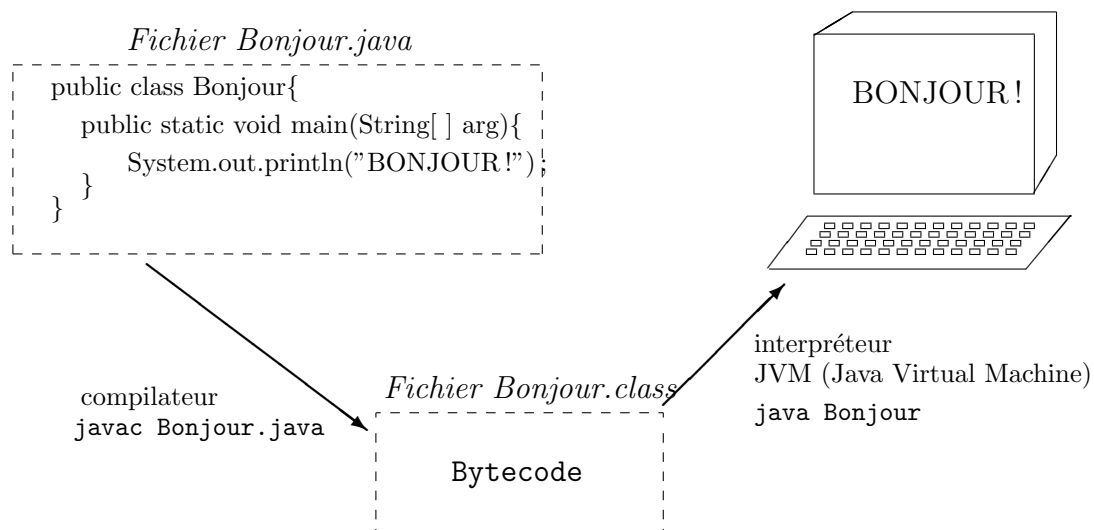 Fichier Bonjour.java
public class Bonjour{
public static void main(String[ ] arg){
System.out.println("BONJOUR !") ;
}
}
BONJOUR !
compilateur
javac Bonjour.java
Fichier Bonjour.class
Bytecode
interpréteur
JVM (Java Virtual Machine)
java Bonjour